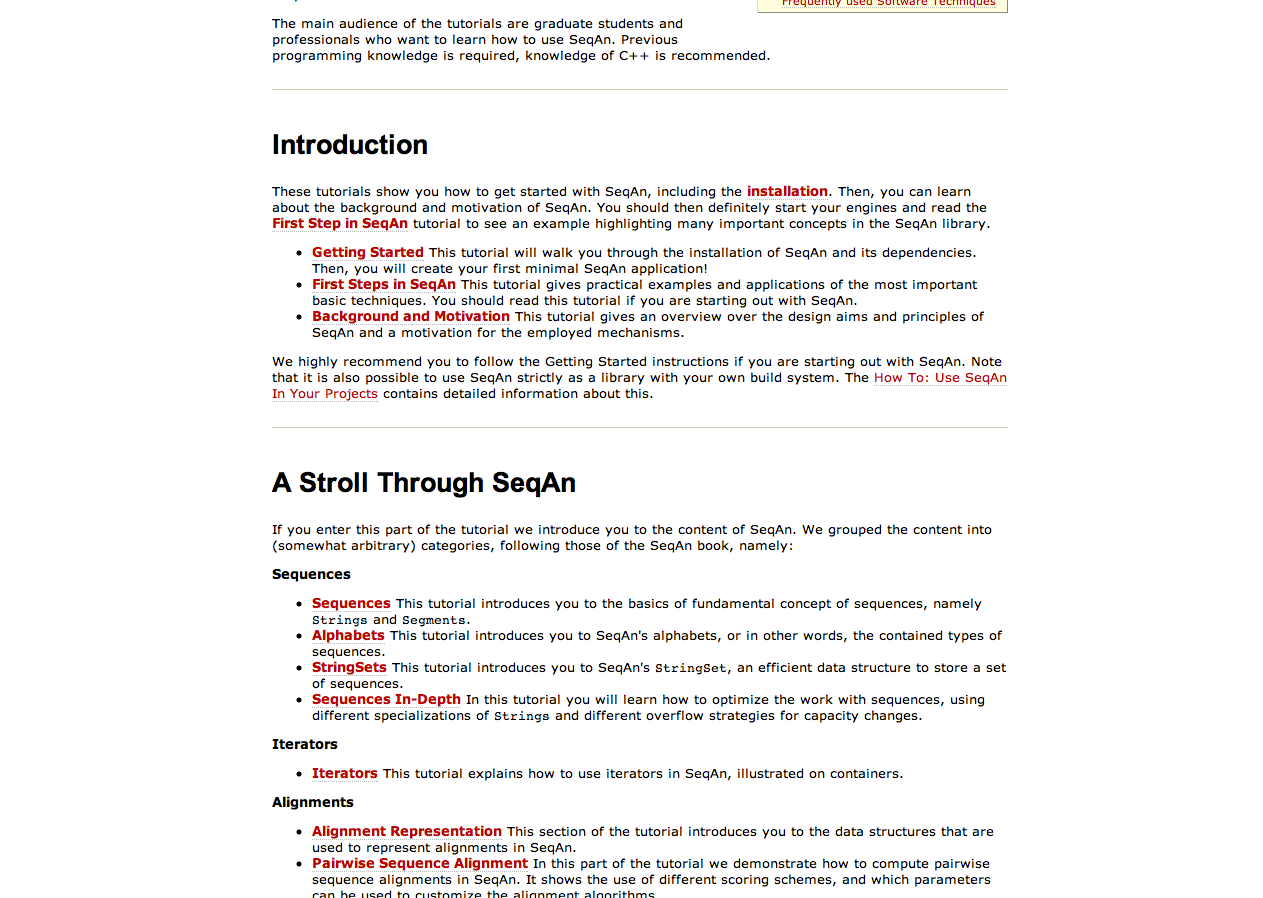 Frequently used Software Techniques
The main audience of the tutorials are graduate students and
professionals who want to learn how to use SeqAn. Previous
programming knowledge is required, knowledge of C++ is recommended.
Introduction
These tutorials show you how to get started with SeqAn, including the installation. Then, you can learn
about the background and motivation of SeqAn. You should then definitely start your engines and read the
First Step in SeqAn tutorial to see an example highlighting many important concepts in the SeqAn library.
• Getting Started This tutorial will walk you through the installation of SeqAn and its dependencies.
Then, you will create your first minimal SeqAn application!
• First Steps in SeqAn This tutorial gives practical examples and applications of the most important
basic techniques. You should read this tutorial if you are starting out with SeqAn.
• Background and Motivation This tutorial gives an overview over the design aims and principles of
SeqAn and a motivation for the employed mechanisms.
We highly recommend you to follow the Getting Started instructions if you are starting out with SeqAn. Note
that it is also possible to use SeqAn strictly as a library with your own build system. The How To: Use SeqAn
In Your Projects contains detailed information about this.
A Stroll Through SeqAn
If you enter this part of the tutorial we introduce you to the content of SeqAn. We grouped the content into
(somewhat arbitrary) categories, following those of the SeqAn book, namely:
Sequences
• Sequences This tutorial introduces you to the basics of fundamental concept of sequences, namely
Strings and Segments.
• Alphabets This tutorial introduces you to SeqAn's alphabets, or in other words, the contained types of
sequences.
• StringSets This tutorial introduces you to SeqAn's StringSet, an efficient data structure to store a set
of sequences.
• Sequences In-Depth In this tutorial you will learn how to optimize the work with sequences, using
different specializations of Strings and different overflow strategies for capacity changes.
Iterators
• Iterators This tutorial explains how to use iterators in SeqAn, illustrated on containers.
Alignments
• Alignment Representation This section of the tutorial introduces you to the data structures that are
used to represent alignments in SeqAn.
• Pairwise Sequence Alignment In this part of the tutorial we demonstrate how to compute pairwise
sequence alignments in SeqAn. It shows the use of different scoring schemes, and which parameters
can be used to customize the alignment algorithms.